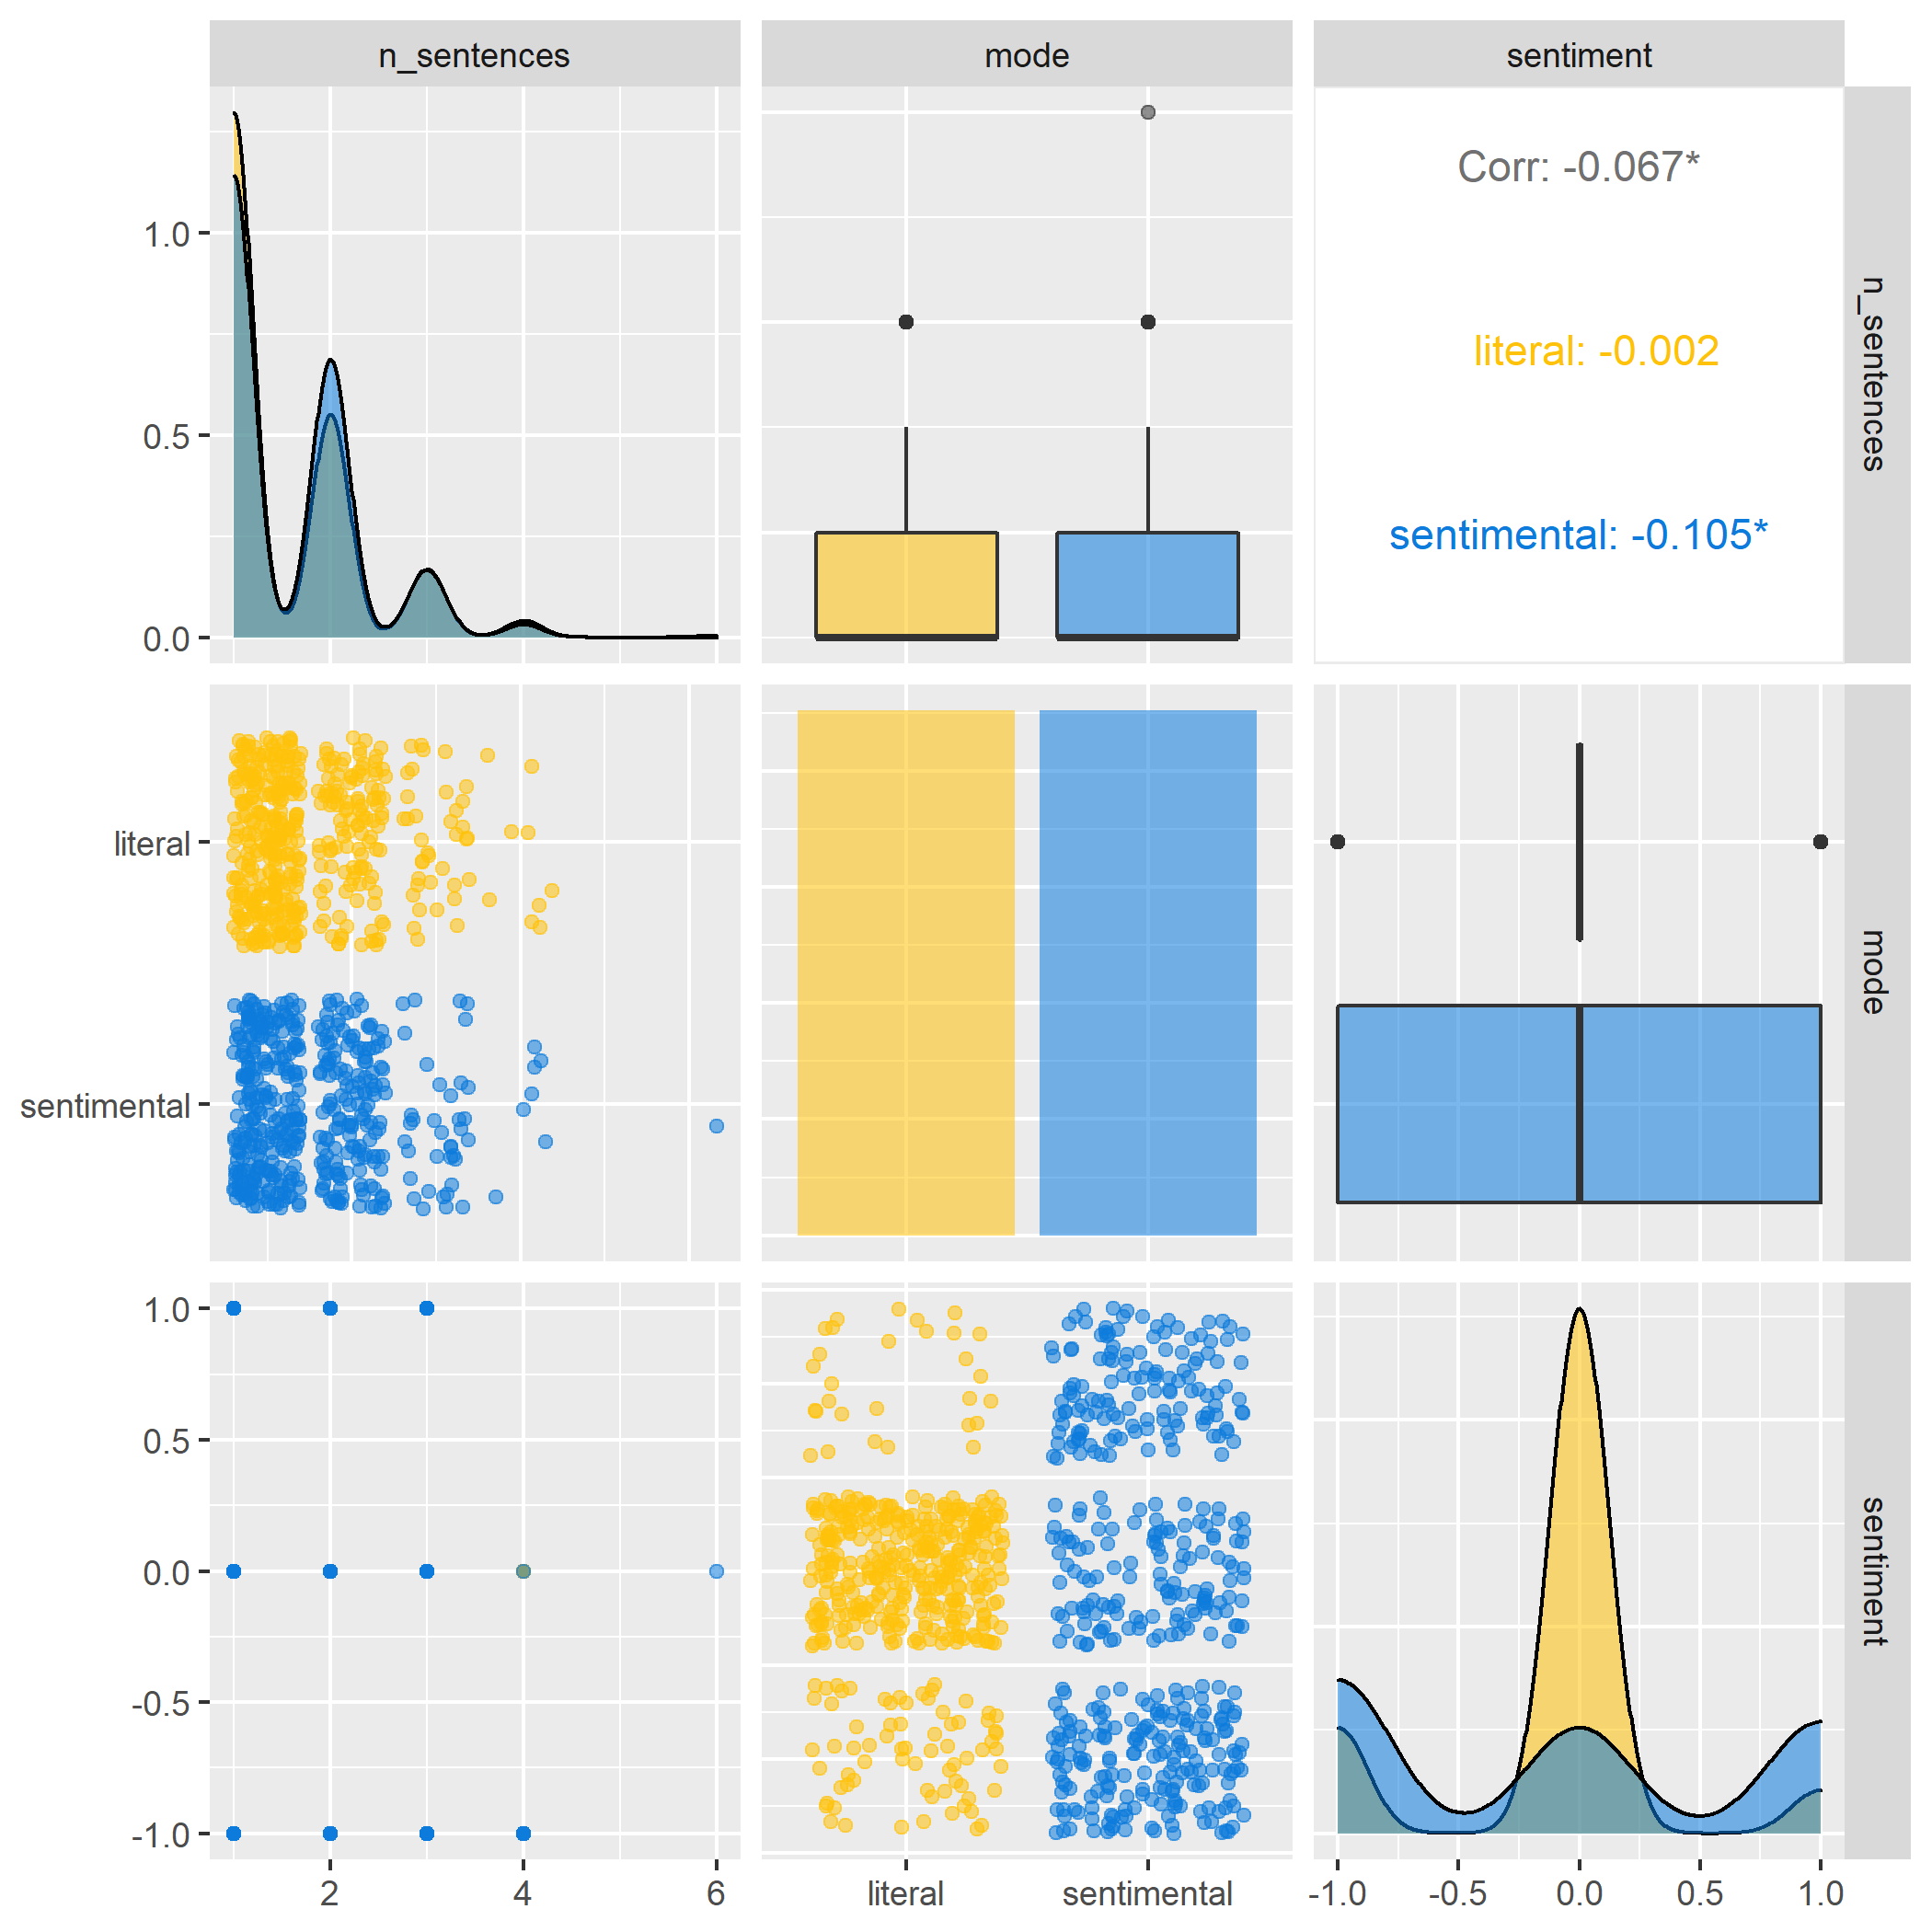 n_sentences
mode
sentiment
1.0
0.5
0.0
Corr: -0.067*
literal: -0.002
sentimental: -0.105*
n_sentences
literal
sentimental
mode
1.0
0.5
0.0
-0.5
-1.0
sentiment
2
4
6
literal
sentimental
-1.0
-0.5
0.0
0.5
1.0